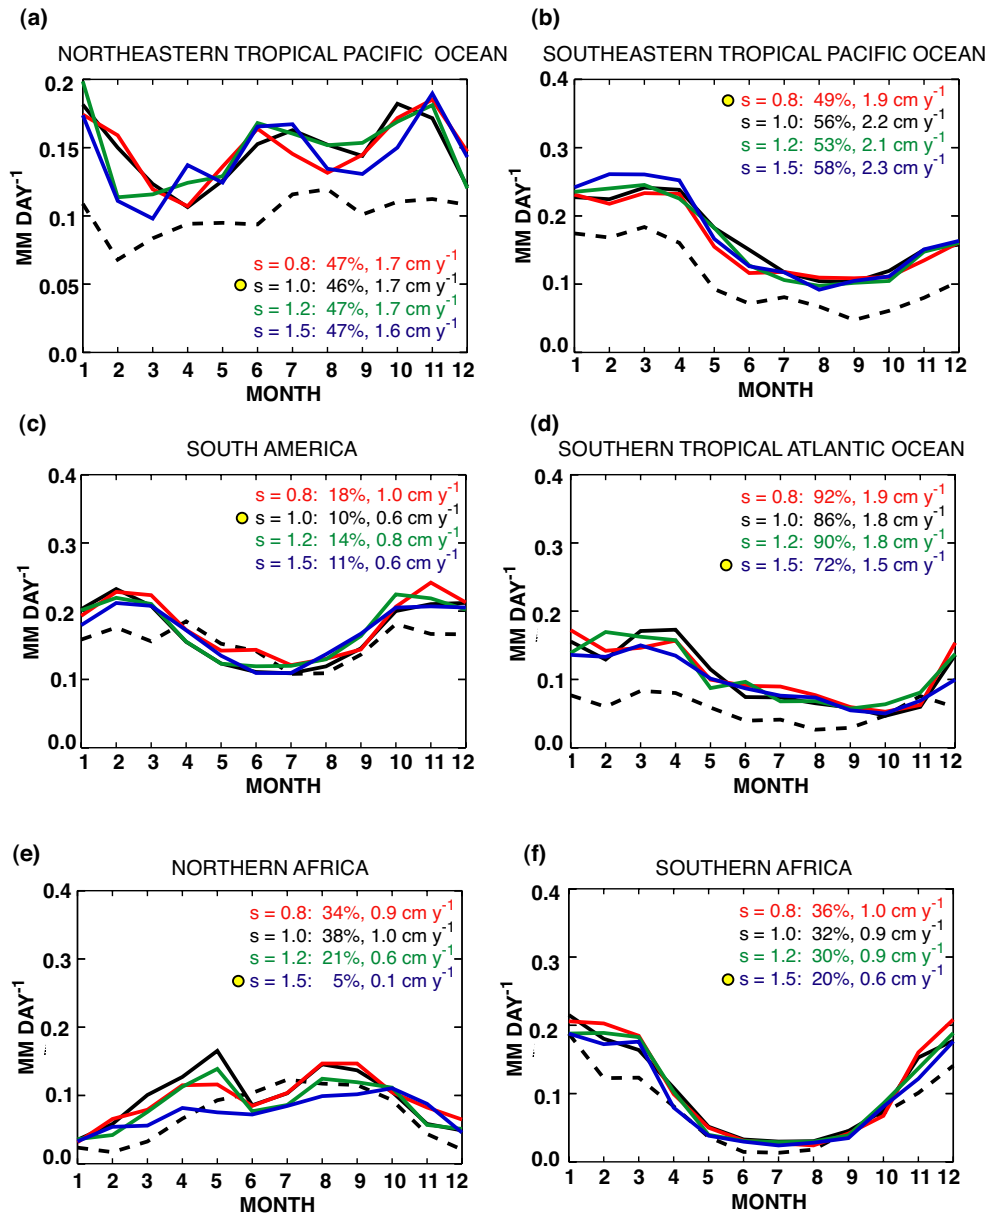 (a)
NORTHEASTERN TROPICAL PACIFIC OCEAN
0.2
0.15
0.1
0.05
0.0
MM DAY-1
s = 0.8: 47%, 1.7 cm y-1
s = 1.0: 46%, 1.7 cm y-1
s = 1.2: 47%, 1.7 cm y-1
s = 1.5: 47%, 1.6 cm y-1
1 2 3 4 5 6 7 8 9 10 11 12
MONTH
(b)
SOUTHEASTERN TROPICAL PACIFIC OCEAN
0.4
0.3
0.2
0.1
0.0
MM DAY-1
s = 0.8: 49%, 1.9 cm y-1
s = 1.0: 56%, 2.2 cm y-1
s = 1.2: 53%, 2.1 cm y-1
s = 1.5: 58%, 2.3 cm y-1
1 2 3 4 5 6 7 8 9 10 11 12
MONTH
(c)
SOUTH AMERICA
0.4
0.3
0.2
0.1
0.0
MM DAY-1
s = 0.8: 18%, 1.0 cm y-1
s = 1.0: 10%, 0.6 cm y-1
s = 1.2: 14%, 0.8 cm y-1
s = 1.5: 11%, 0.6 cm y-1
1 2 3 4 5 6 7 8 9 10 11 12
MONTH
(d)
SOUTHERN TROPICAL ATLANTIC OCEAN
0.4
0.3
0.2
0.1
0.0
MM DAY-1
s = 0.8: 92%, 1.9 cm y-1
s = 1.0: 86%, 1.8 cm y-1
s = 1.2: 90%, 1.8 cm y-1
s = 1.5: 72%, 1.5 cm y-1
1 2 3 4 5 6 7 8 9 10 11 12
MONTH
(e)
NORTHERN AFRICA
0.4
0.3
0.2
0.1
0.0
MM DAY-1
s = 0.8: 34%, 0.9 cm y-1
s = 1.0: 38%, 1.0 cm y-1
s = 1.2: 21%, 0.6 cm y-1
s = 1.5: 5%, 0.1 cm y-1
1 2 3 4 5 6 7 8 9 10 11 12
MONTH
(f)
SOUTHERN AFRICA
0.4
0.3
0.2
0.1
0.0
MM DAY-1
s = 0.8: 36%, 1.0 cm y-1
s = 1.0: 32%, 0.9 cm y-1
s = 1.2: 30%, 0.9 cm y-1
s = 1.5: 20%, 0.6 cm y-1
1 2 3 4 5 6 7 8 9 10 11 12
MONTH